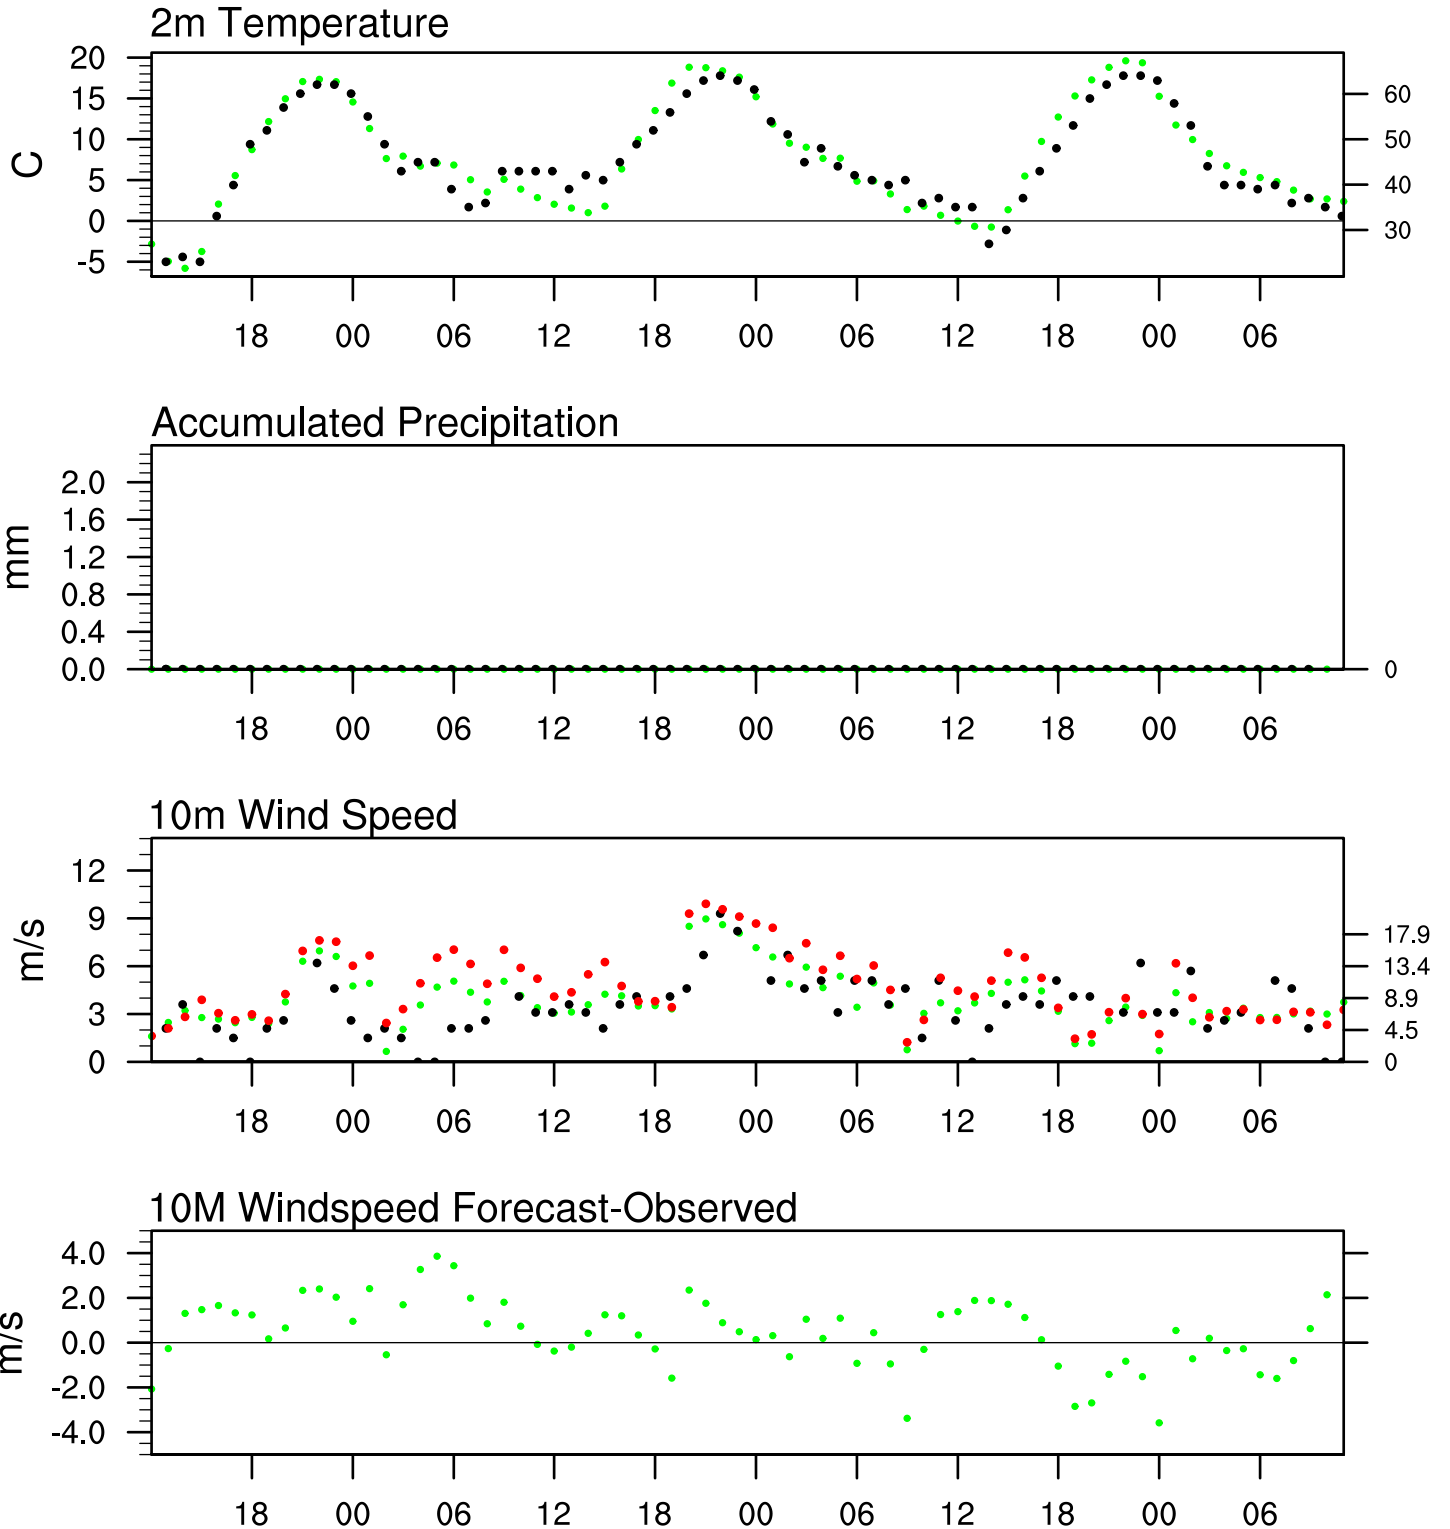 2m Temperature
20
15
10
5
0
-5
C
60
50
40
30
18 00 06 12 18 00 06 12 18 00 06
Accumulated Precipitation
2.0
1.6
1.2
0.8
0.4
0.0
mm
0
18 00 06 12 18 00 06 12 18 00 06
10m Wind Speed
12
9
6
3
0
m/s
17.9
13.4
8.9
4.5
0
18 00 06 12 18 00 06 12 18 00 06
10M Windspeed Forecast-Observed
4.0
2.0
0.0
-2.0
-4.0
m/s
18 00 06 12 18 00 06 12 18 00 06